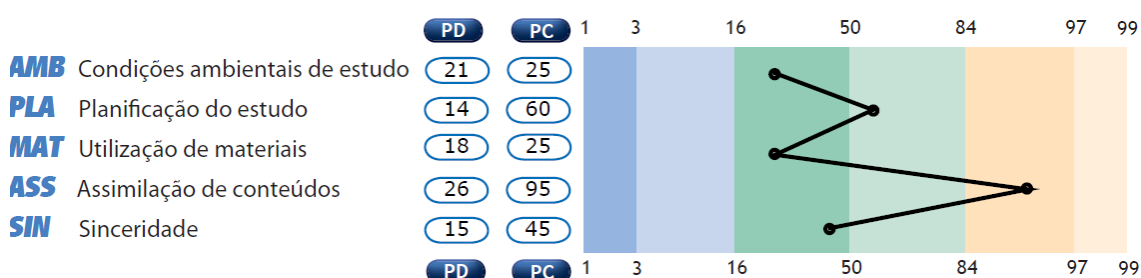 PD PC 1 3 16 50 84 97 99
AMB Condições ambientais de estudo 21 25
PLA Planificação do estudo 14 60
MAT Utilização de materiais 18 25
ASS Assimilação de conteúdos 26 95
SIN Sinceridade 15 45
PD PC 1 3 16 50 84 97 99